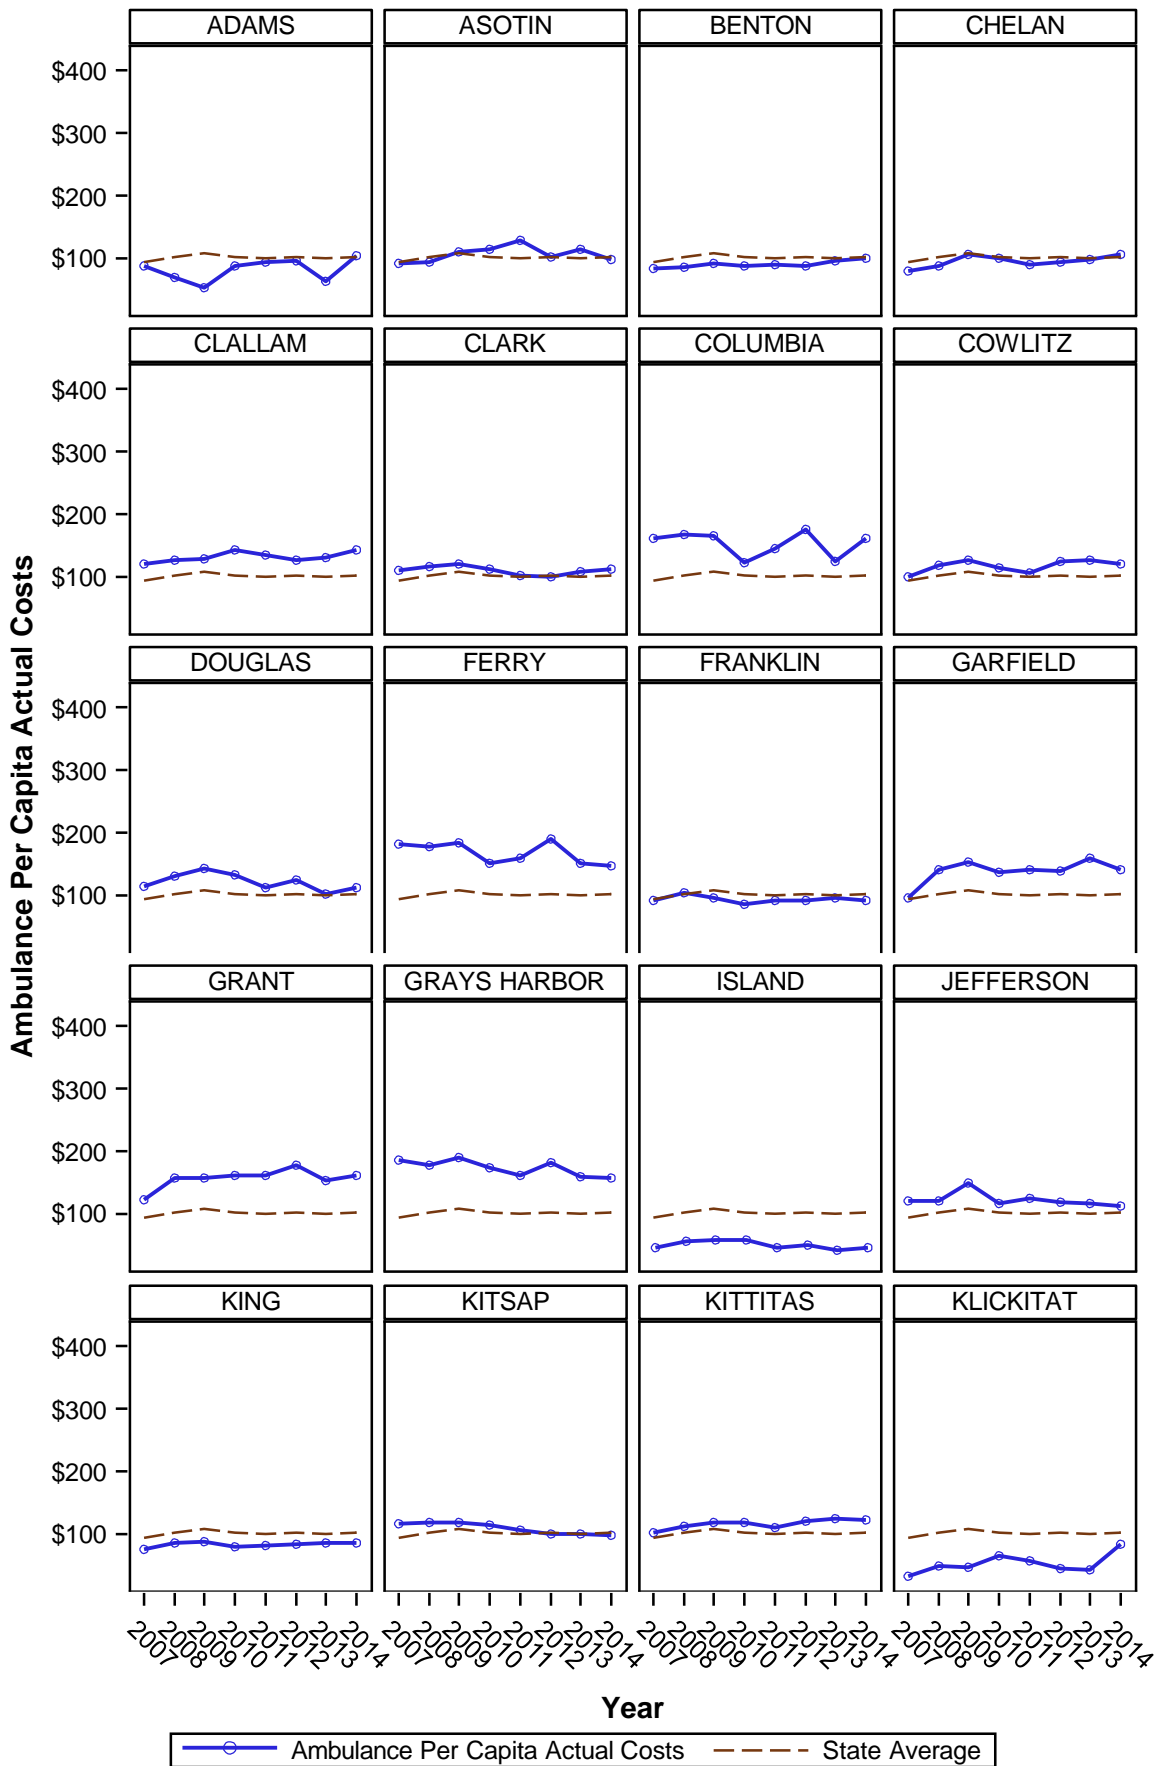 ADAMS ASOTIN BENTON CHELAN
$400
$300
$200
$100
CLALLAM CLARK COLUMBIA COWLITZ
$400
$300
$200
$100
DOUGLAS FERRY FRANKLIN GARFIELD
$400
$300
$200
$100
GRANT GRAYS HARBOR ISLAND JEFFERSON
$400
$300
$200
$100
KING KITSAP KITTITAS KLICKITAT
$400
$300
$200
$100
Ambulance Per Capita Actual Costs
2007 2008 2009 2010 2011 2012 2013 2014 2007 2008 2009 2010 2011 2012 2013 2014 2007 2008 2009 2010 2011 2012 2013 2014 2007 2008 2009 2010 2011 2012 2013 2014
Year
Ambulance Per Capita Actual Costs State Average